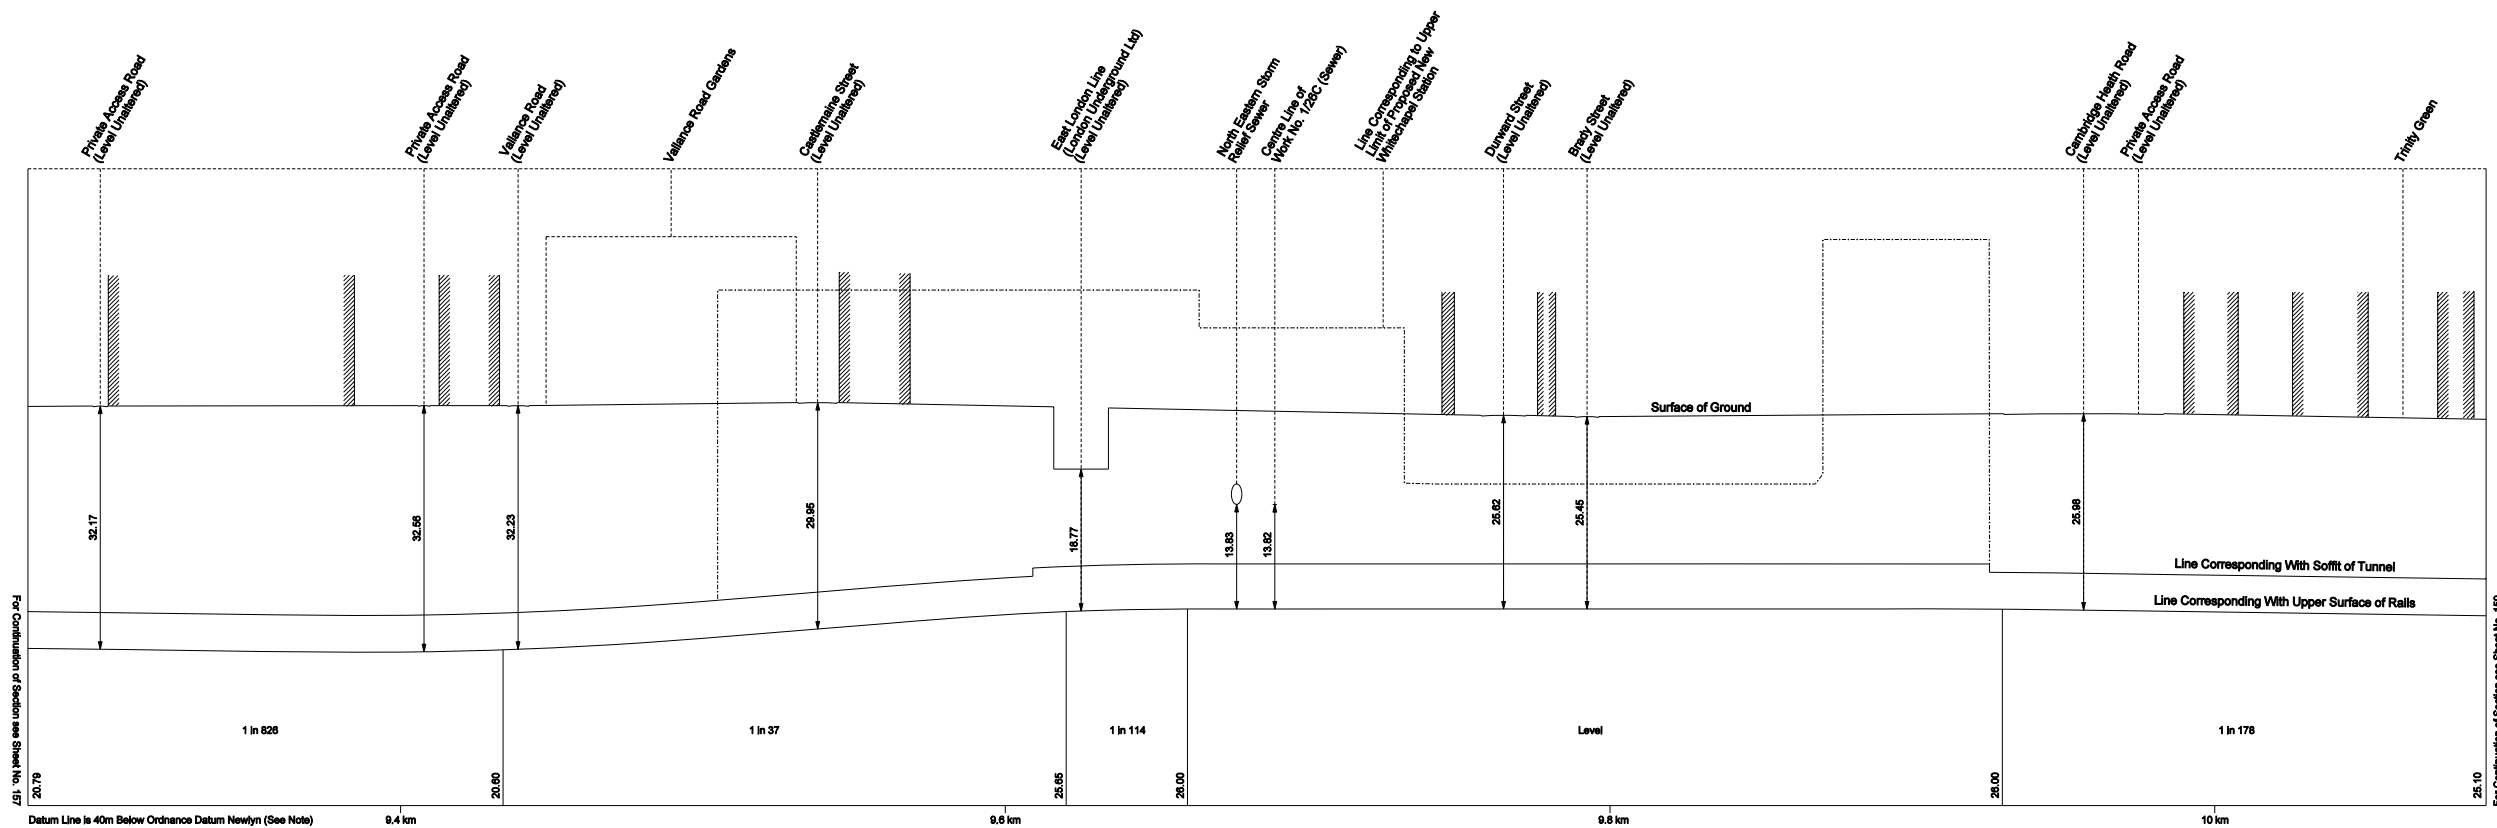 Private Access Road
(Level Unaltered)
Private Access Road
(Level Unaltered)
Vallance Road
(Level Unaltered)
Vallance Road Gardens
Castlemaine Street
(Level Unaltered)
East London Line
(London Underground Ltd)
(Level Unaltered)
North Eastern Storm
Relief Sewer
Centre Line of
Work No. 1/26C (Sewer)
Line Corresponding to Upper
Limit of Proposed New
Whitechapel Station
Durward Street
(Level Unaltered)
Brady Street
(Level Unaltered)
Cambridge Heath Road
(Level Unaltered)
Private Access Road
(Level Unaltered)
Trinity Green
Surface of Ground
32.17
32.56
32.23
29.95
18.77
13.83
13.82
25.62
25.45
25.98
Line Corresponding With Soffit of Tunnel
Line Corresponding With Upper Surface of Rails
For Continuation of Section see Sheet No. 157
1 in 826
1 in 37
1 in 114
Level
1 in 176
20.79
20.60
25.65
26.00
26.00
25.10
Datum Line is 40m Below Ordnance Datum Newlyn (See Note)
9.4 km
9.6 km
9.8 km
10 km